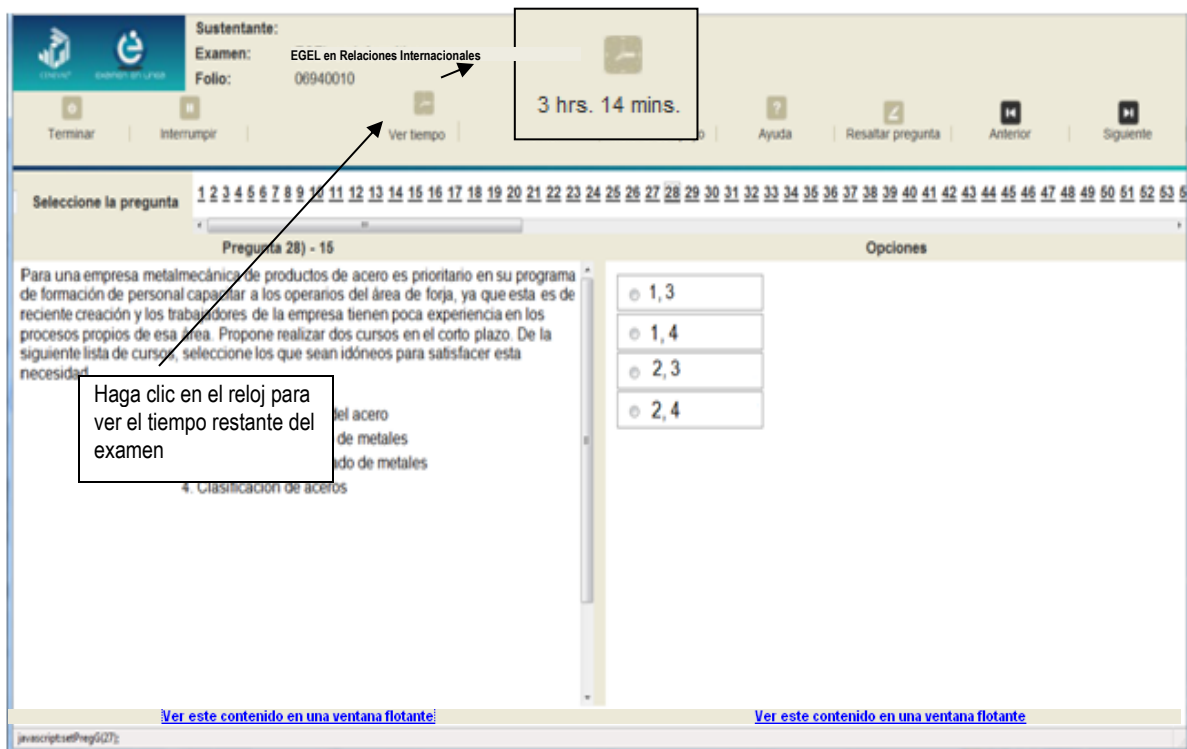 Sustentante:
Examen: EGEL en Relaciones Internacionales
Folio: 06940010
3 hrs. 14 mins.
Terminar Interrumpir Ver tiempo Ayuda Resaltar pregunta Anterior Siguiente
Seleccione la pregunta 1 2 3 4 5 6 7 8 9 10 11 12 13 14 15 16 17 18 19 20 21 22 23 24 25 26 27 28 29 30 31 32 33 34 35 36 37 38 39 40 41 42 43 44 45 46 47 48 49 50 51 52 53 5
Pregunta 28) - 15
Para una empresa metalmecánica de productos de acero es prioritario en su programa
de formación de personal capacitar a los operarios del área de forja, ya que esta es de
reciente creación y los trabajadores de la empresa tienen poca experiencia en los
procesos propios de esa área. Propone realizar dos cursos en el corto plazo. De la
siguiente lista de cursos, seleccione los que sean idóneos para satisfacer esta
necesidad
Haga clic en el reloj para
ver el tiempo restante del
examen
del acero
de metales
ado de metales
4. Clasificación de aceros
Opciones
1, 3
1, 4
2, 3
2, 4
Ver este contenido en una ventana flotante
Ver este contenido en una ventana flotante
javascript:setPregG(27);